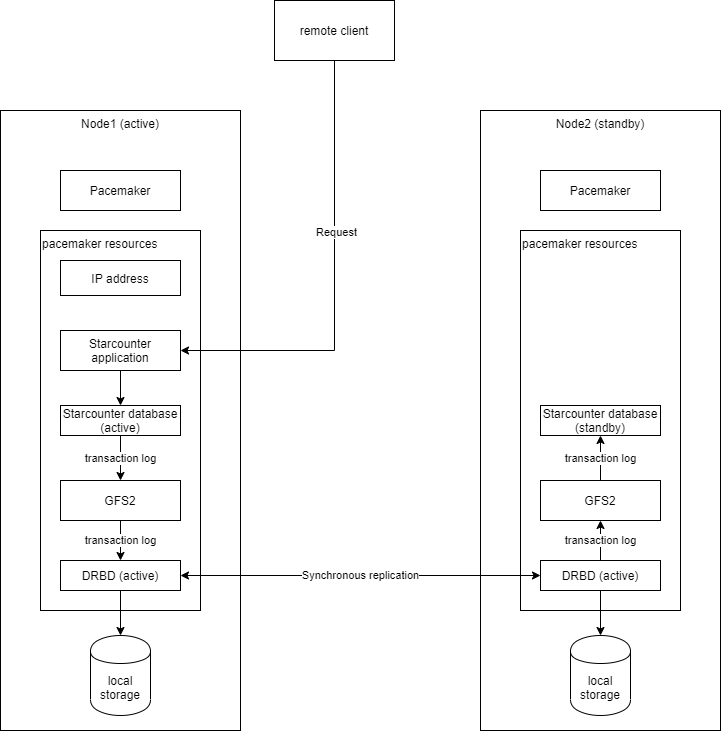 remote client
Node1 (active)
Pacemaker
pacemaker resources
IP address
Starcounter
application
Starcounter database
(active)
transaction log
GFS2
transaction log
DRBD (active)
local
storage
Request
Synchronous replication
Node2 (standby)
Pacemaker
pacemaker resources
Starcounter database
(standby)
transaction log
GFS2
transaction log
DRBD (active)
local
storage